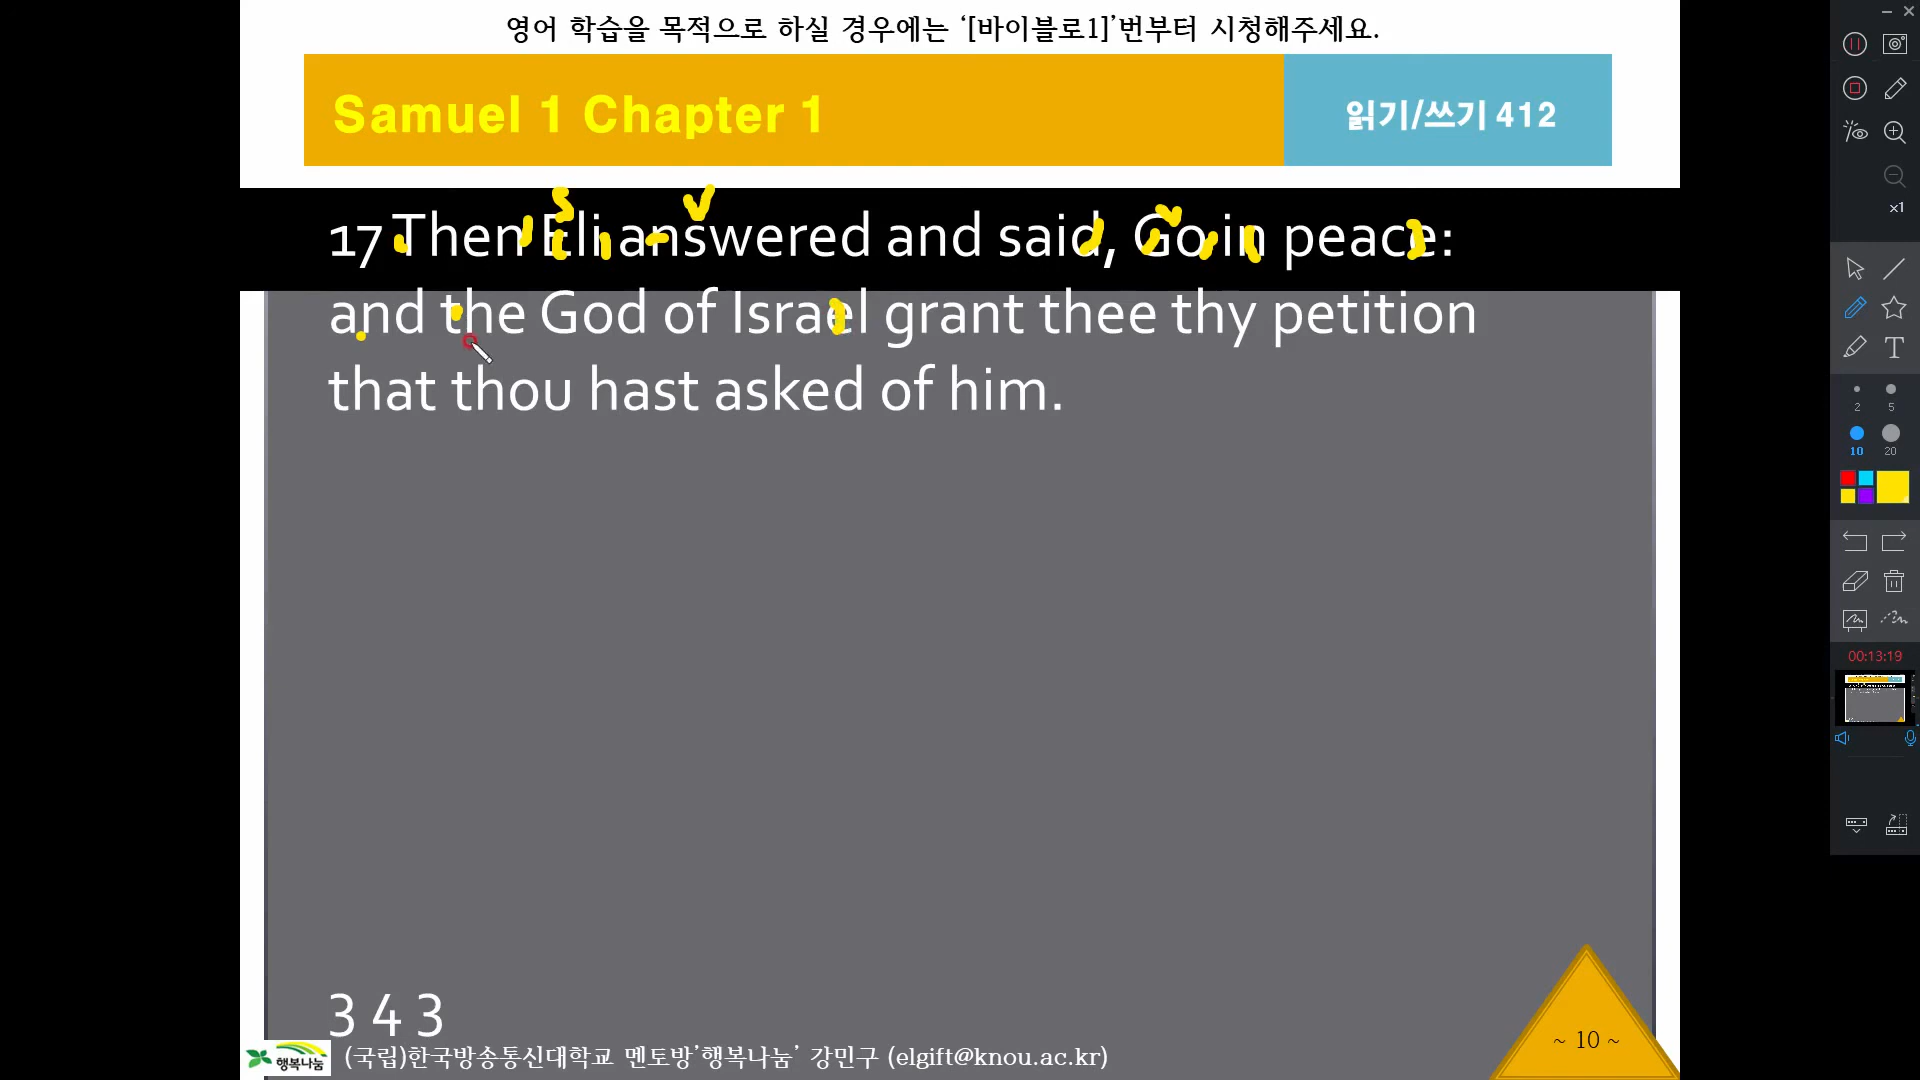 영어 학습을 목적으로 하실 경우에는 ‘[바이블로1]’번부터 시청해주세요.
Samuel 1 Chapter 1
읽기/쓰기 412
17 Then Eli answered and said, Go in peace:
and the God of Israel grant thee thy petition
that thou hast asked of him.
3 4 3
행복나눔
(국립)한국방송통신대학교 멘토방’행복나눔’ 강민구 (elgift@knou.ac.kr)
~ 10 ~
x1
T
2 5
10 20
00:13:19